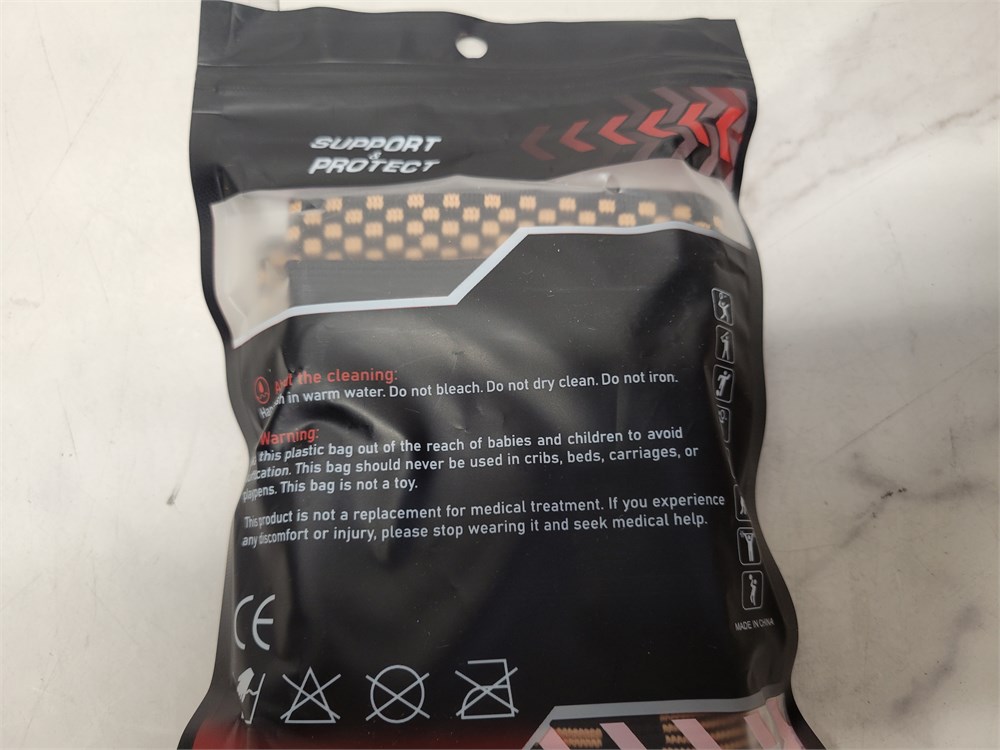 SUPPORT
&
PROTECT
the cleaning:
in warm water. Do not bleach. Do not dry clean. Do not iron.
Warning:
this plastic bag out of the reach of babies and children to avoid
This bag should never be used in cribs, beds, carriages, or
playpens. This bag is not a toy.
This product is not a replacement for medical treatment. If you experience
any discomfort or injury, please stop wearing it and seek medical help.
CE
MADE IN CHINA